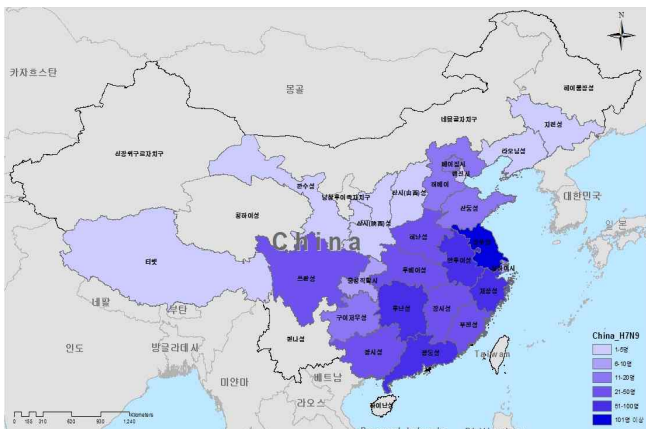 N
카자흐스탄
몽골
헤이룽장성
지린성
네멍골자치구
랴오닝성
신장위구르자치구
베이징시
텐진시
허베이
간쑤성
닝샤후이족자치구
산시(山西)성
산둥성
대한민국
일본
칭하이성
산시(陝西)성
China
허난성
안후이성
상하이시
티벳
쓰촨성
후베이성
충칭직할시
저장성
네팔
부탄
구이저우성
후난성
장시성
푸젠성
인도
방글라데시
윈난성
광시성
광둥성
Taiwan
미얀마
베트남
라오스
하이난성
China_H7N9
1-5명
6-10명
11-20명
21-50명
51-100명
101명 이상
Kilometers